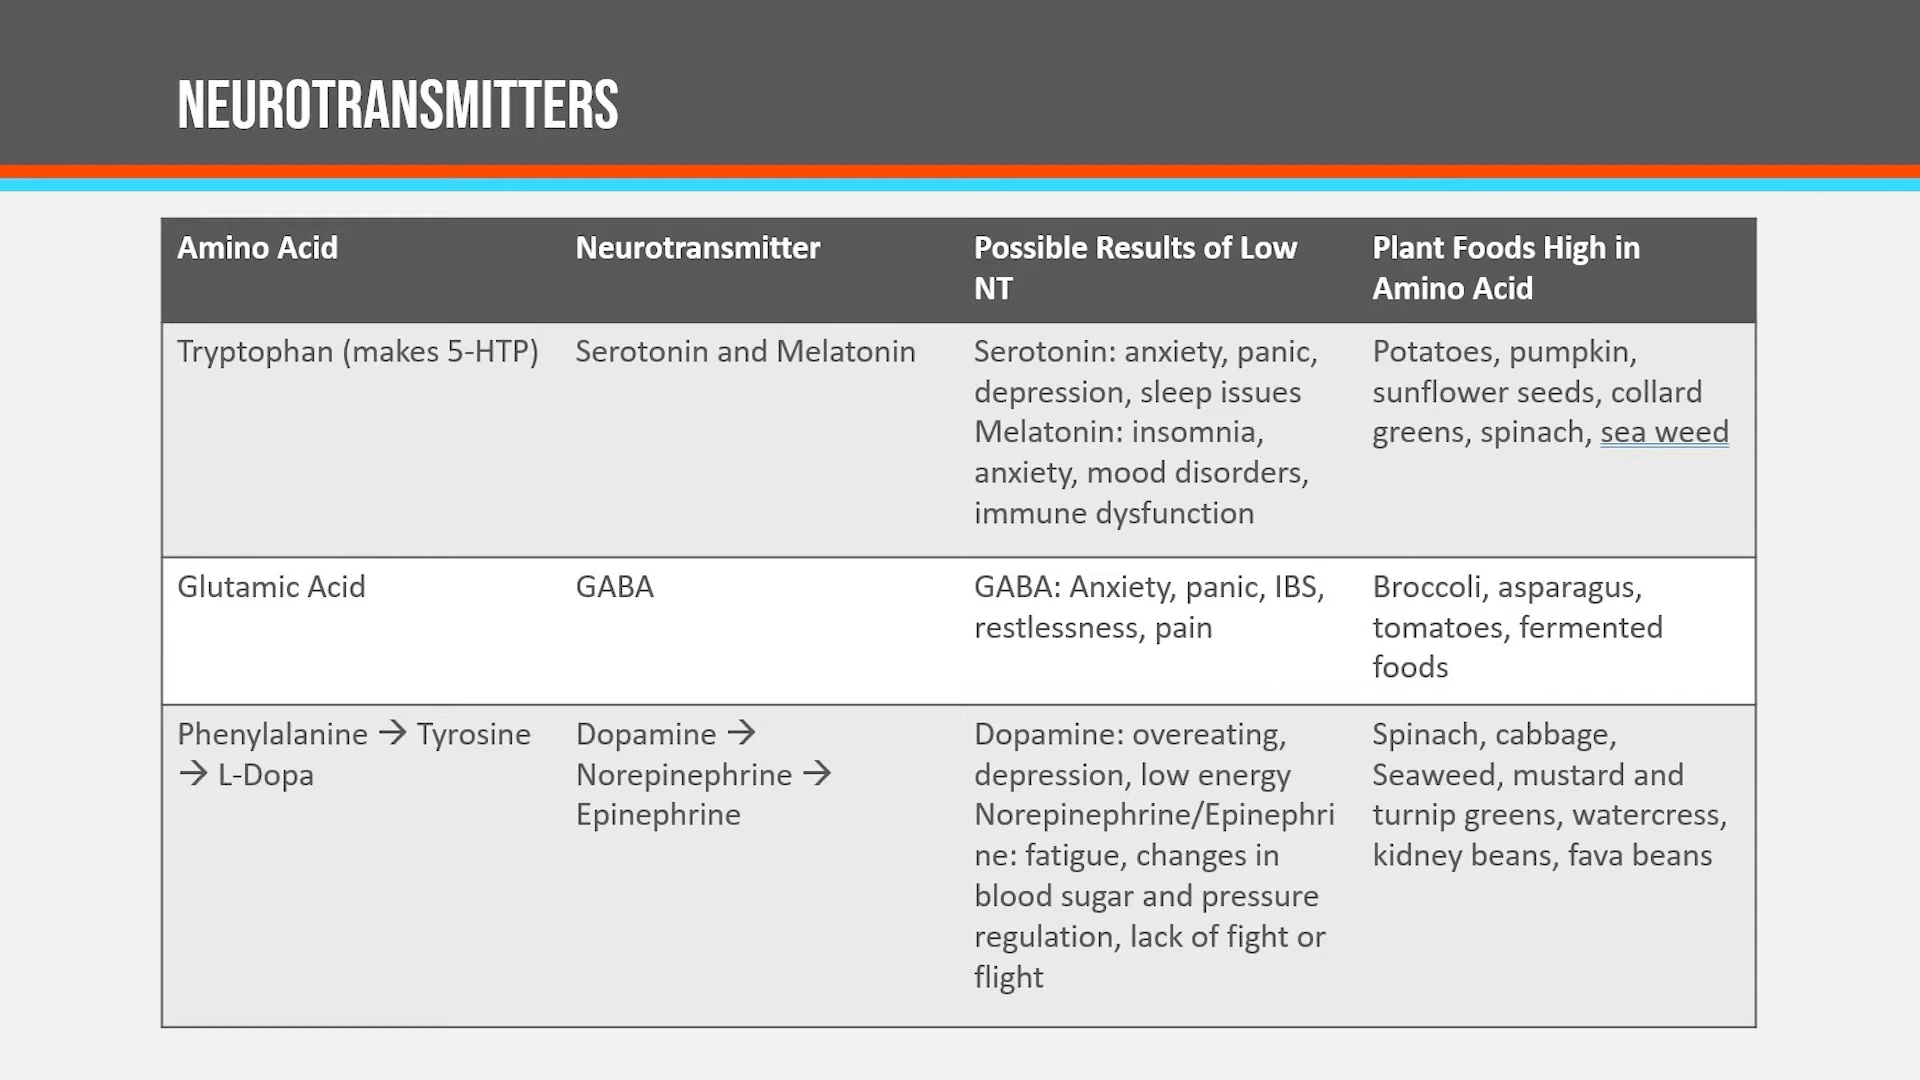 NEUROTRANSMITTERS
Amino Acid
Neurotransmitter
Possible Results of Low
NT
Plant Foods High in
Amino Acid
Tryptophan (makes 5-HTP)
Serotonin and Melatonin
Serotonin: anxiety, panic,
depression, sleep issues
Melatonin: insomnia,
anxiety, mood disorders,
immune dysfunction
Potatoes, pumpkin,
sunflower seeds, collard
greens, spinach, sea weed
Glutamic Acid
GABA
GABA: Anxiety, panic, IBS,
restlessness, pain
Broccoli, asparagus,
tomatoes, fermented
foods
Phenylalanine → Tyrosine
→ L-Dopa
Dopamine →
Norepinephrine →
Epinephrine
Dopamine: overeating,
depression, low energy
Norepinephrine/Epinephri
ne: fatigue, changes in
blood sugar and pressure
regulation, lack of fight or
flight
Spinach, cabbage,
Seaweed, mustard and
turnip greens, watercress,
kidney beans, fava beans